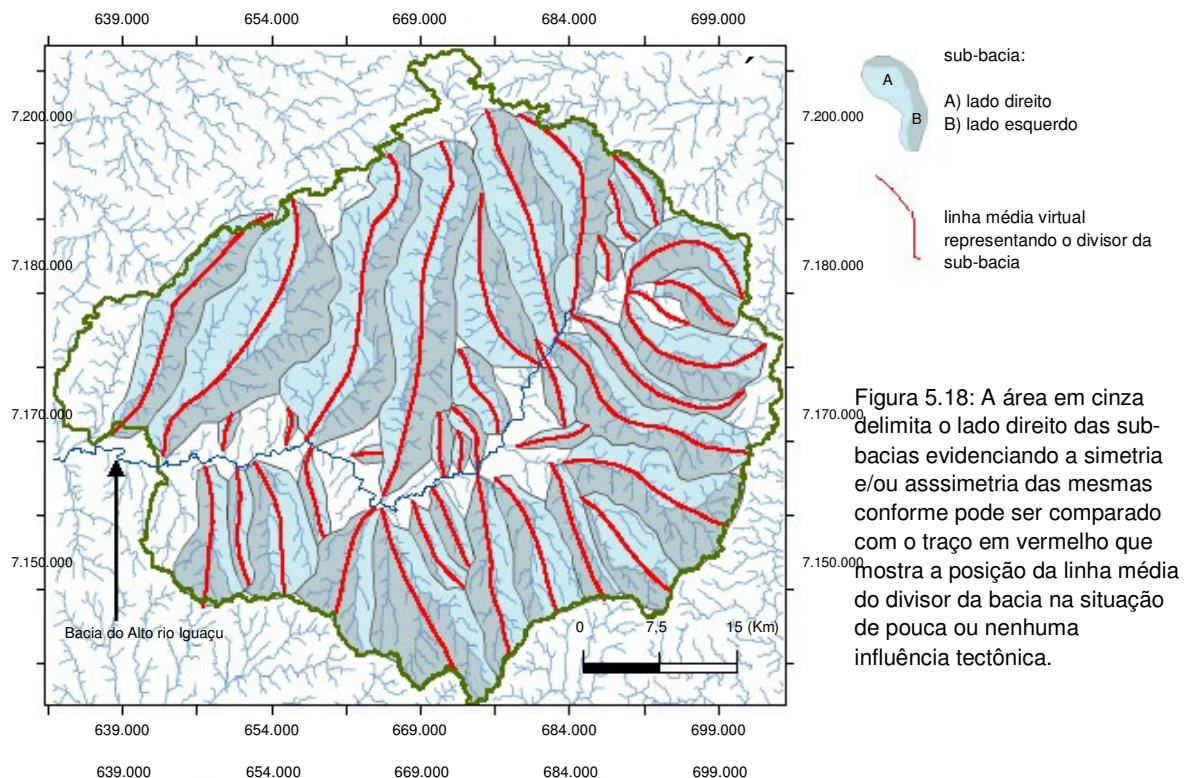 639.000 654.000 669.000 684.000 699.000
7.200.000 7.200.000
7.180.000 7.180.000
7.170.000 7.170.000
7.150.000 7.150.000
Bacia do Alto rio Iguaçu
0 7,5 15 (Km)
639.000 654.000 669.000 684.000 699.000
639.000 654.000 669.000 684.000 699.000
sub-bacia:
A
B
A) lado direito
B) lado esquerdo
linha média virtual
representando o divisor da
sub-bacia
Figura 5.18: A área em cinza
delimita o lado direito das sub-
bacias evidenciando a simetria
e/ou asssimetria das mesmas
conforme pode ser comparado
com o traço em vermelho que
mostra a posição da linha média
do divisor da bacia na situação
de pouca ou nenhuma
influência tectônica.